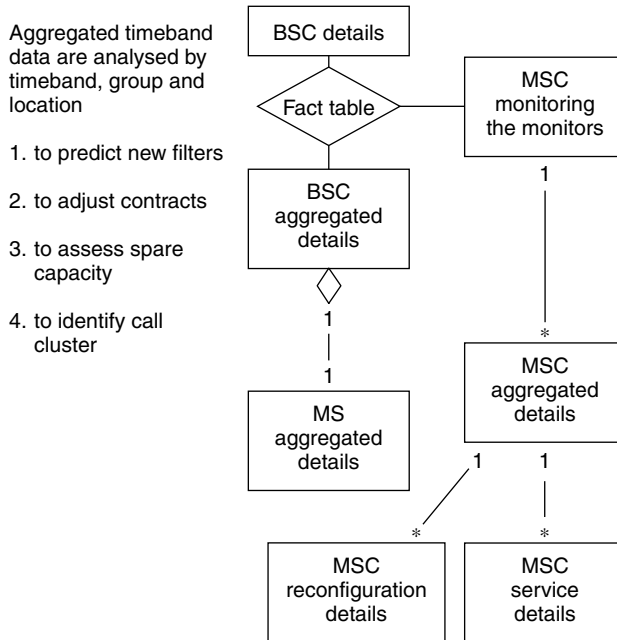 Aggregated timeband
data are analysed by
timeband, group and
location
1. to predict new filters
2. to adjust contracts
3. to assess spare
capacity
4. to identify call
cluster
BSC details
Fact table
MSC
monitoring
the monitors
BSC
aggregated
details
1
1
MS
aggregated
details
1
*
MSC
aggregated
details
1
1
*
*
MSC
reconfiguration
details
MSC
service
details